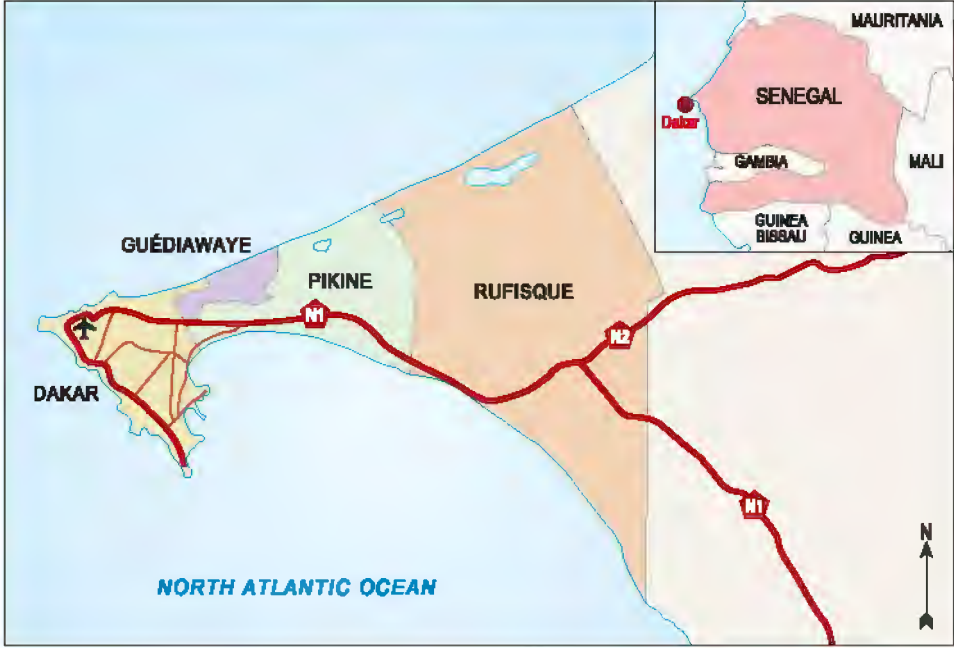 MAURITANIA
SENEGAL
Dakar
GAMBIA
MALI
GUINEA
BISSAU
GUINEA
GUÉDIAWAYE
PIKINE
RUFISQUE
N1
N2
DAKAR
N1
N
NORTH ATLANTIC OCEAN